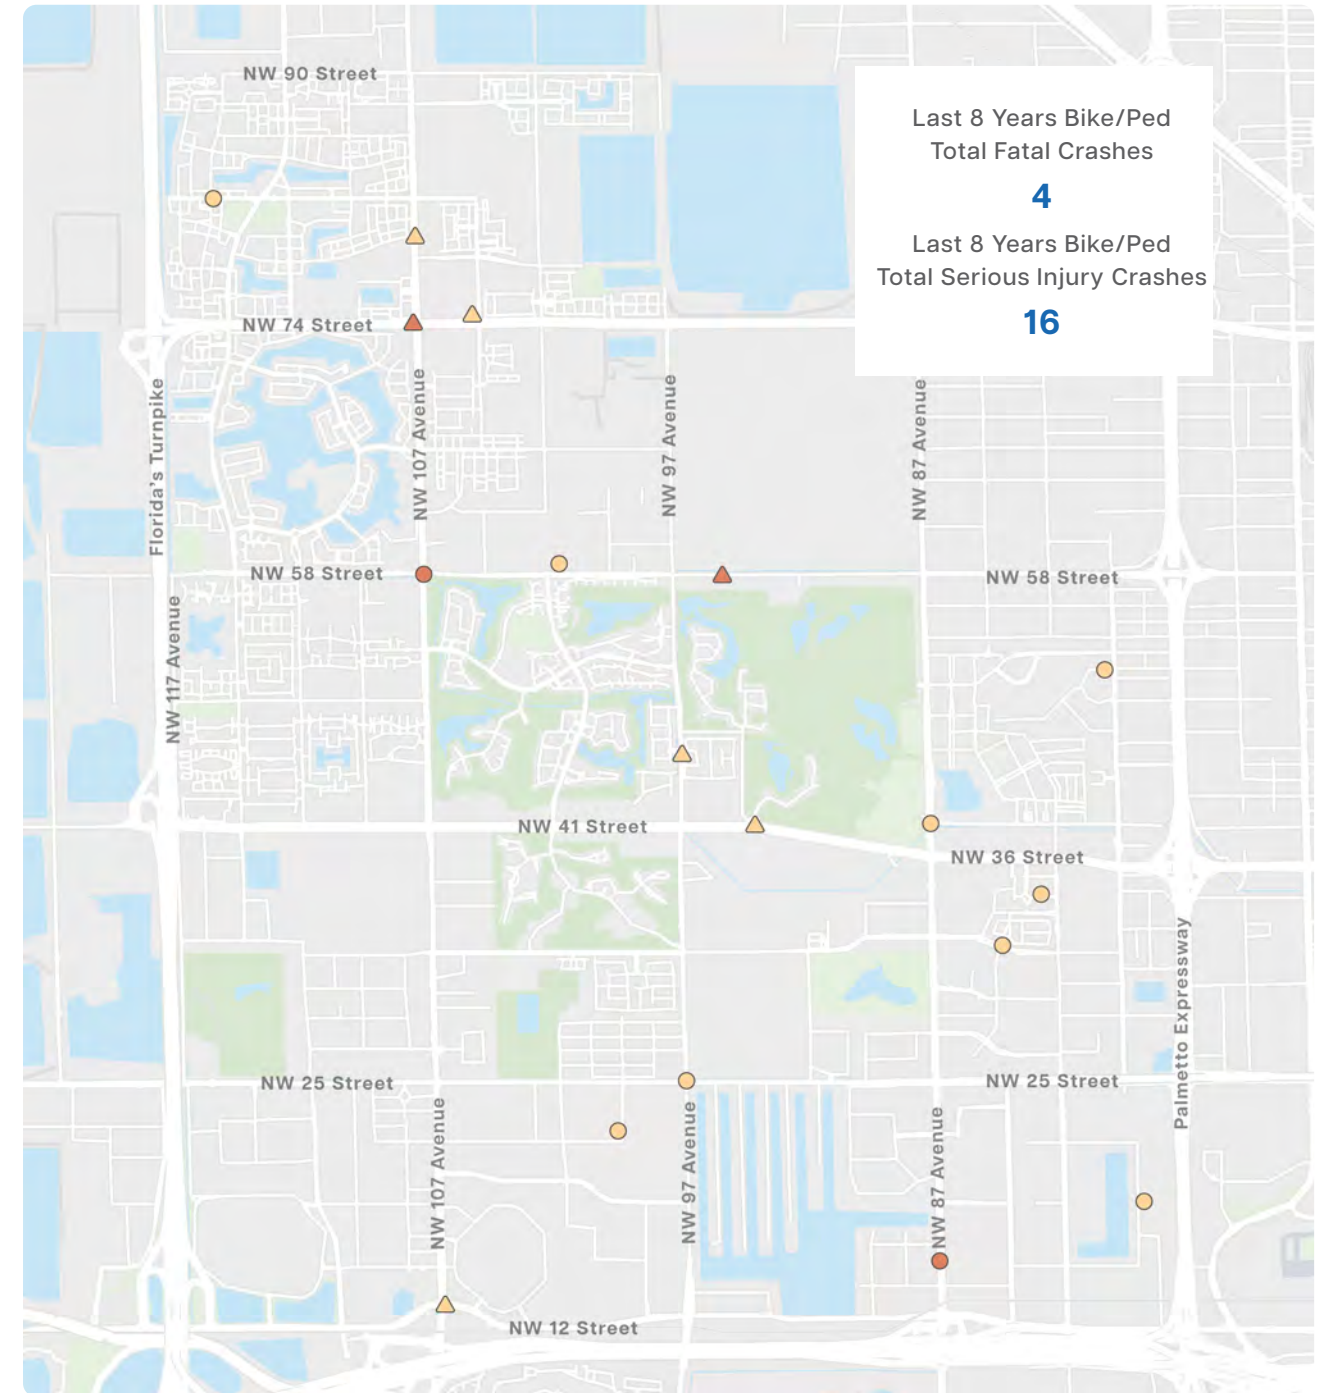 NW 90 Street
Last 8 Years Bike/Ped
Total Fatal Crashes
4
Last 8 Years Bike/Ped
Total Serious Injury Crashes
16
NW 74 Street
Florida's Turnpike
NW 107 Avenue
NW 97 Avenue
NW 87 Avenue
NW 58 Street
NW 58 Street
NW 117 Avenue
NW 41 Street
NW 36 Street
Palmetto Expressway
NW 25 Street
NW 25 Street
NW 107 Avenue
NW 97 Avenue
NW 87 Avenue
NW 12 Street